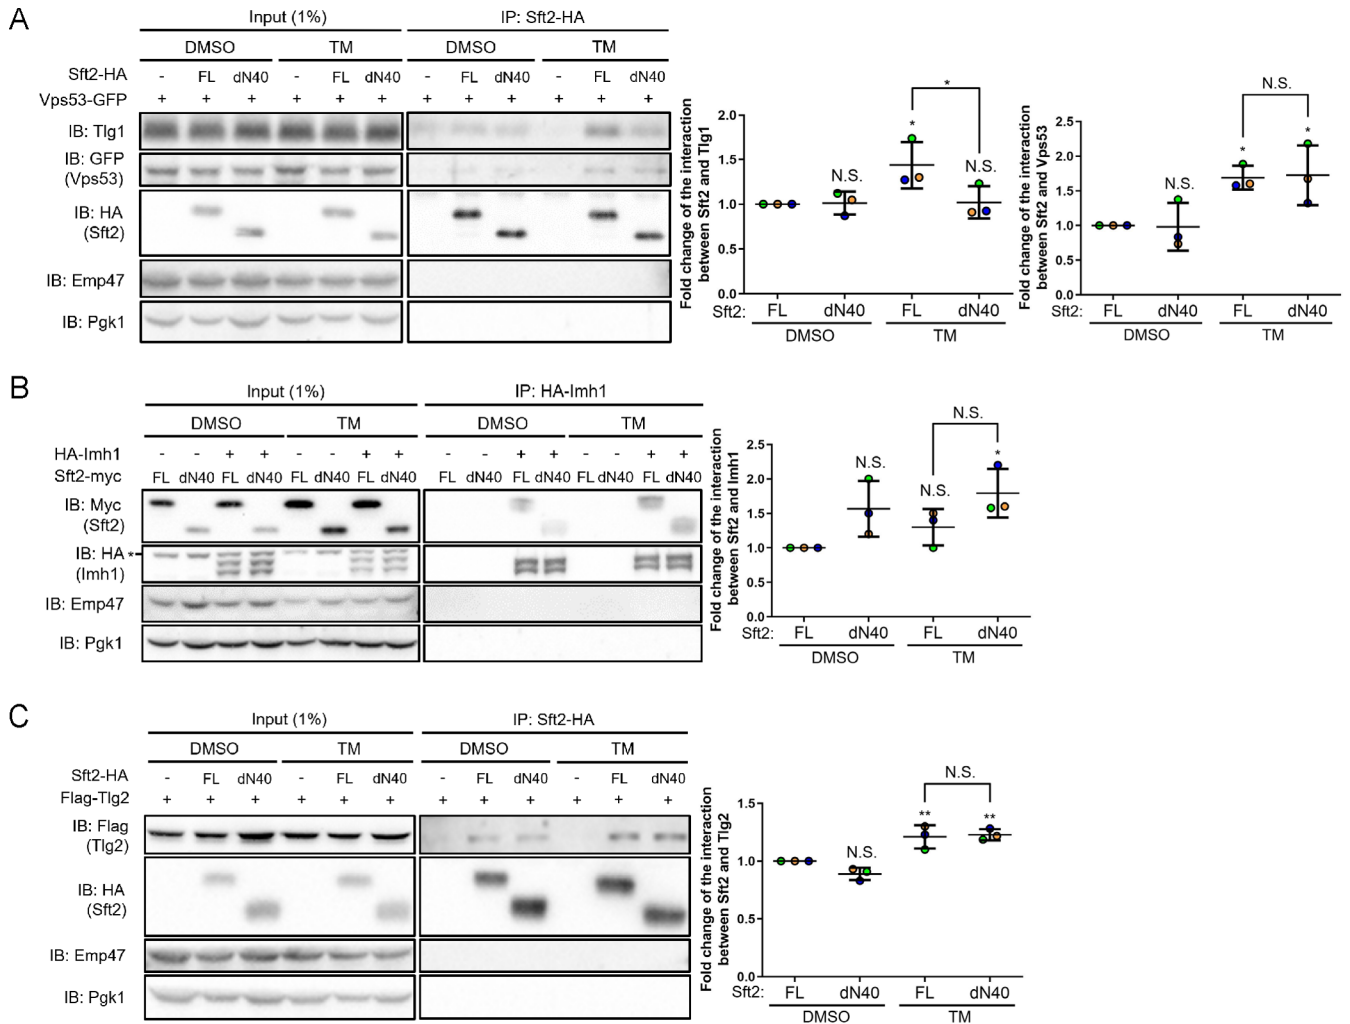 A
Input (1%) IP: Sft2-HA
DMSO TM DMSO TM
Sft2-HA - FL dN40 - FL dN40 - FL dN40 - FL dN40
Vps53-GFP + + + + + + + + + + + +
IB: Tlg1
IB: GFP
(Vps53)
IB: HA
(Sft2)
IB: Emp47
IB: Pgk1
Fold change of the interaction
between Sft2 and Tlg1
2.0
1.5
1.0
0.5
0.0
N.S. * * N.S.
Sft2: FL dN40 FL dN40
DMSO TM
Fold change of the interaction
between Sft2 and Vps53
2.5
2.0
1.5
1.0
0.5
0.0
N.S. * N.S. *
Sft2: FL dN40 FL dN40
DMSO TM
B
Input (1%) IP: HA-Imh1
DMSO TM DMSO TM
HA-Imh1 - - + + - - + + - - + + - - + +
Sft2-myc FL dN40 FL dN40 FL dN40 FL dN40 FL dN40 FL dN40 FL dN40 FL dN40
IB: Myc
(Sft2)
IB: HA *
(Imh1)
IB: Emp47
IB: Pgk1
Fold change of the interaction
between Sft2 and Imh1
2.5
2.0
1.5
1.0
0.5
0.0
N.S. N.S. N.S. *
Sft2: FL dN40 FL dN40
DMSO TM
C
Input (1%) IP: Sft2-HA
DMSO TM DMSO TM
Sft2-HA - FL dN40 - FL dN40 - FL dN40 - FL dN40
Flag-Tlg2 + + + + + + + + + + + +
IB: Flag
(Tlg2)
IB: HA
(Sft2)
IB: Emp47
IB: Pgk1
Fold change of the interaction
between Sft2 and Tlg2
1.5
1.0
0.5
0.0
N.S. ** N.S. **
Sft2: FL dN40 FL dN40
DMSO TM